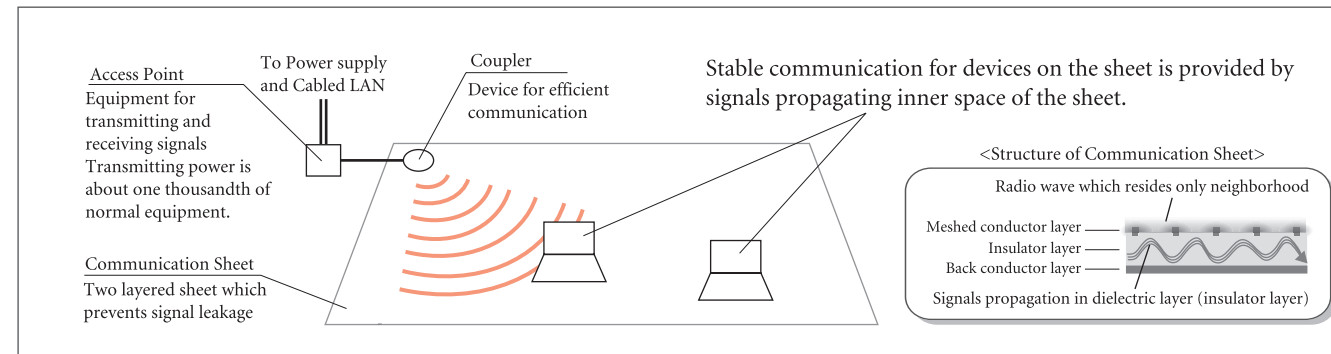 Access Point
Equipment for
transmitting and
receiving signals
Transmitting power is
about one thousandth of
normal equipment.
To Power supply
and Cabled LAN
Coupler
Device for efficient
communication
Stable communication for devices on the sheet is provided by
signals propagating inner space of the sheet.
Communication Sheet
Two layered sheet which
prevents signal leakage
<Structure of Communication Sheet>
Radio wave which resides only neighborhood
Meshed conductor layer
Insulator layer
Back conductor layer
Signals propagation in dielectric layer (insulator layer)